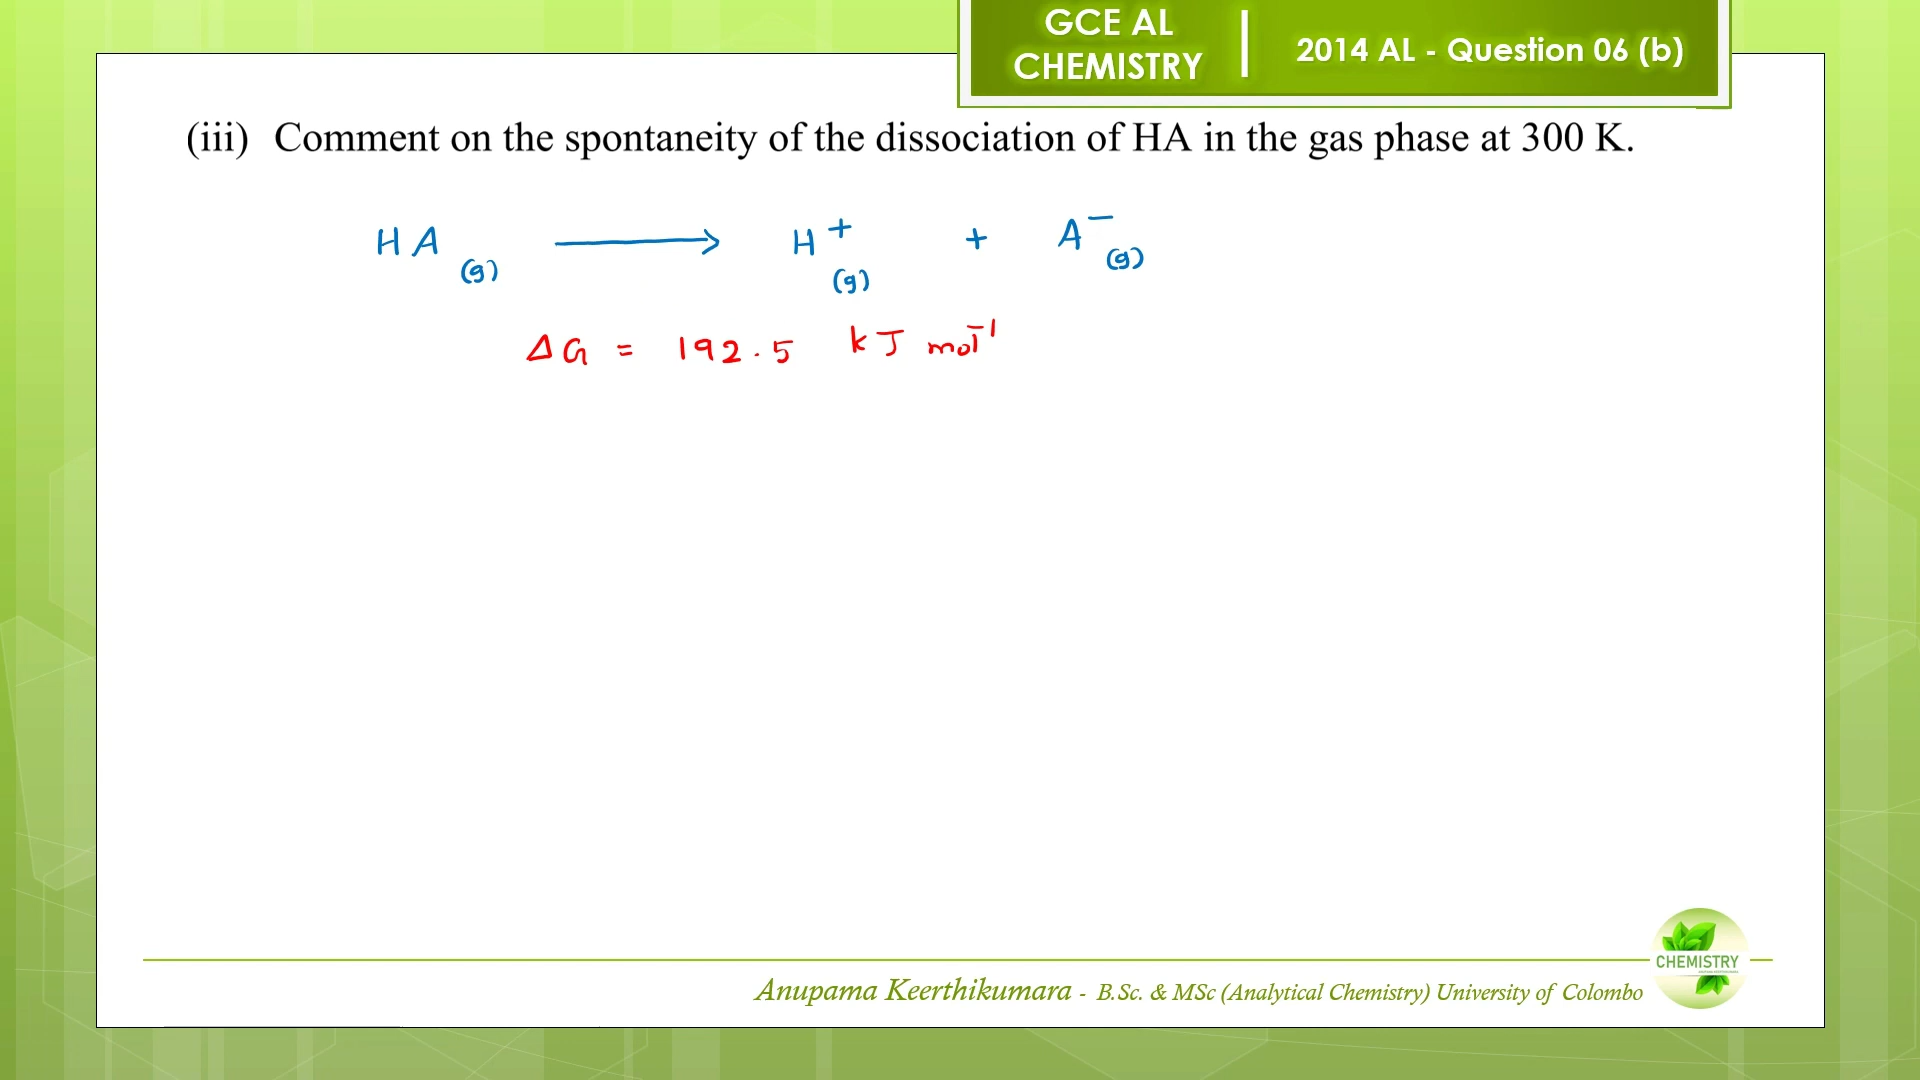 GCE AL
CHEMISTRY
2014 AL - Question 06 (b)
(iii) Comment on the spontaneity of the dissociation of HA in the gas phase at 300 K.
HA (g) ⟶ H⁺ (g) + A⁻ (g)
ΔG = 192.5 kJ mol⁻¹
CHEMISTRY
Anupama Keerthikumara - B.Sc. & MSc (Analytical Chemistry) University of Colombo